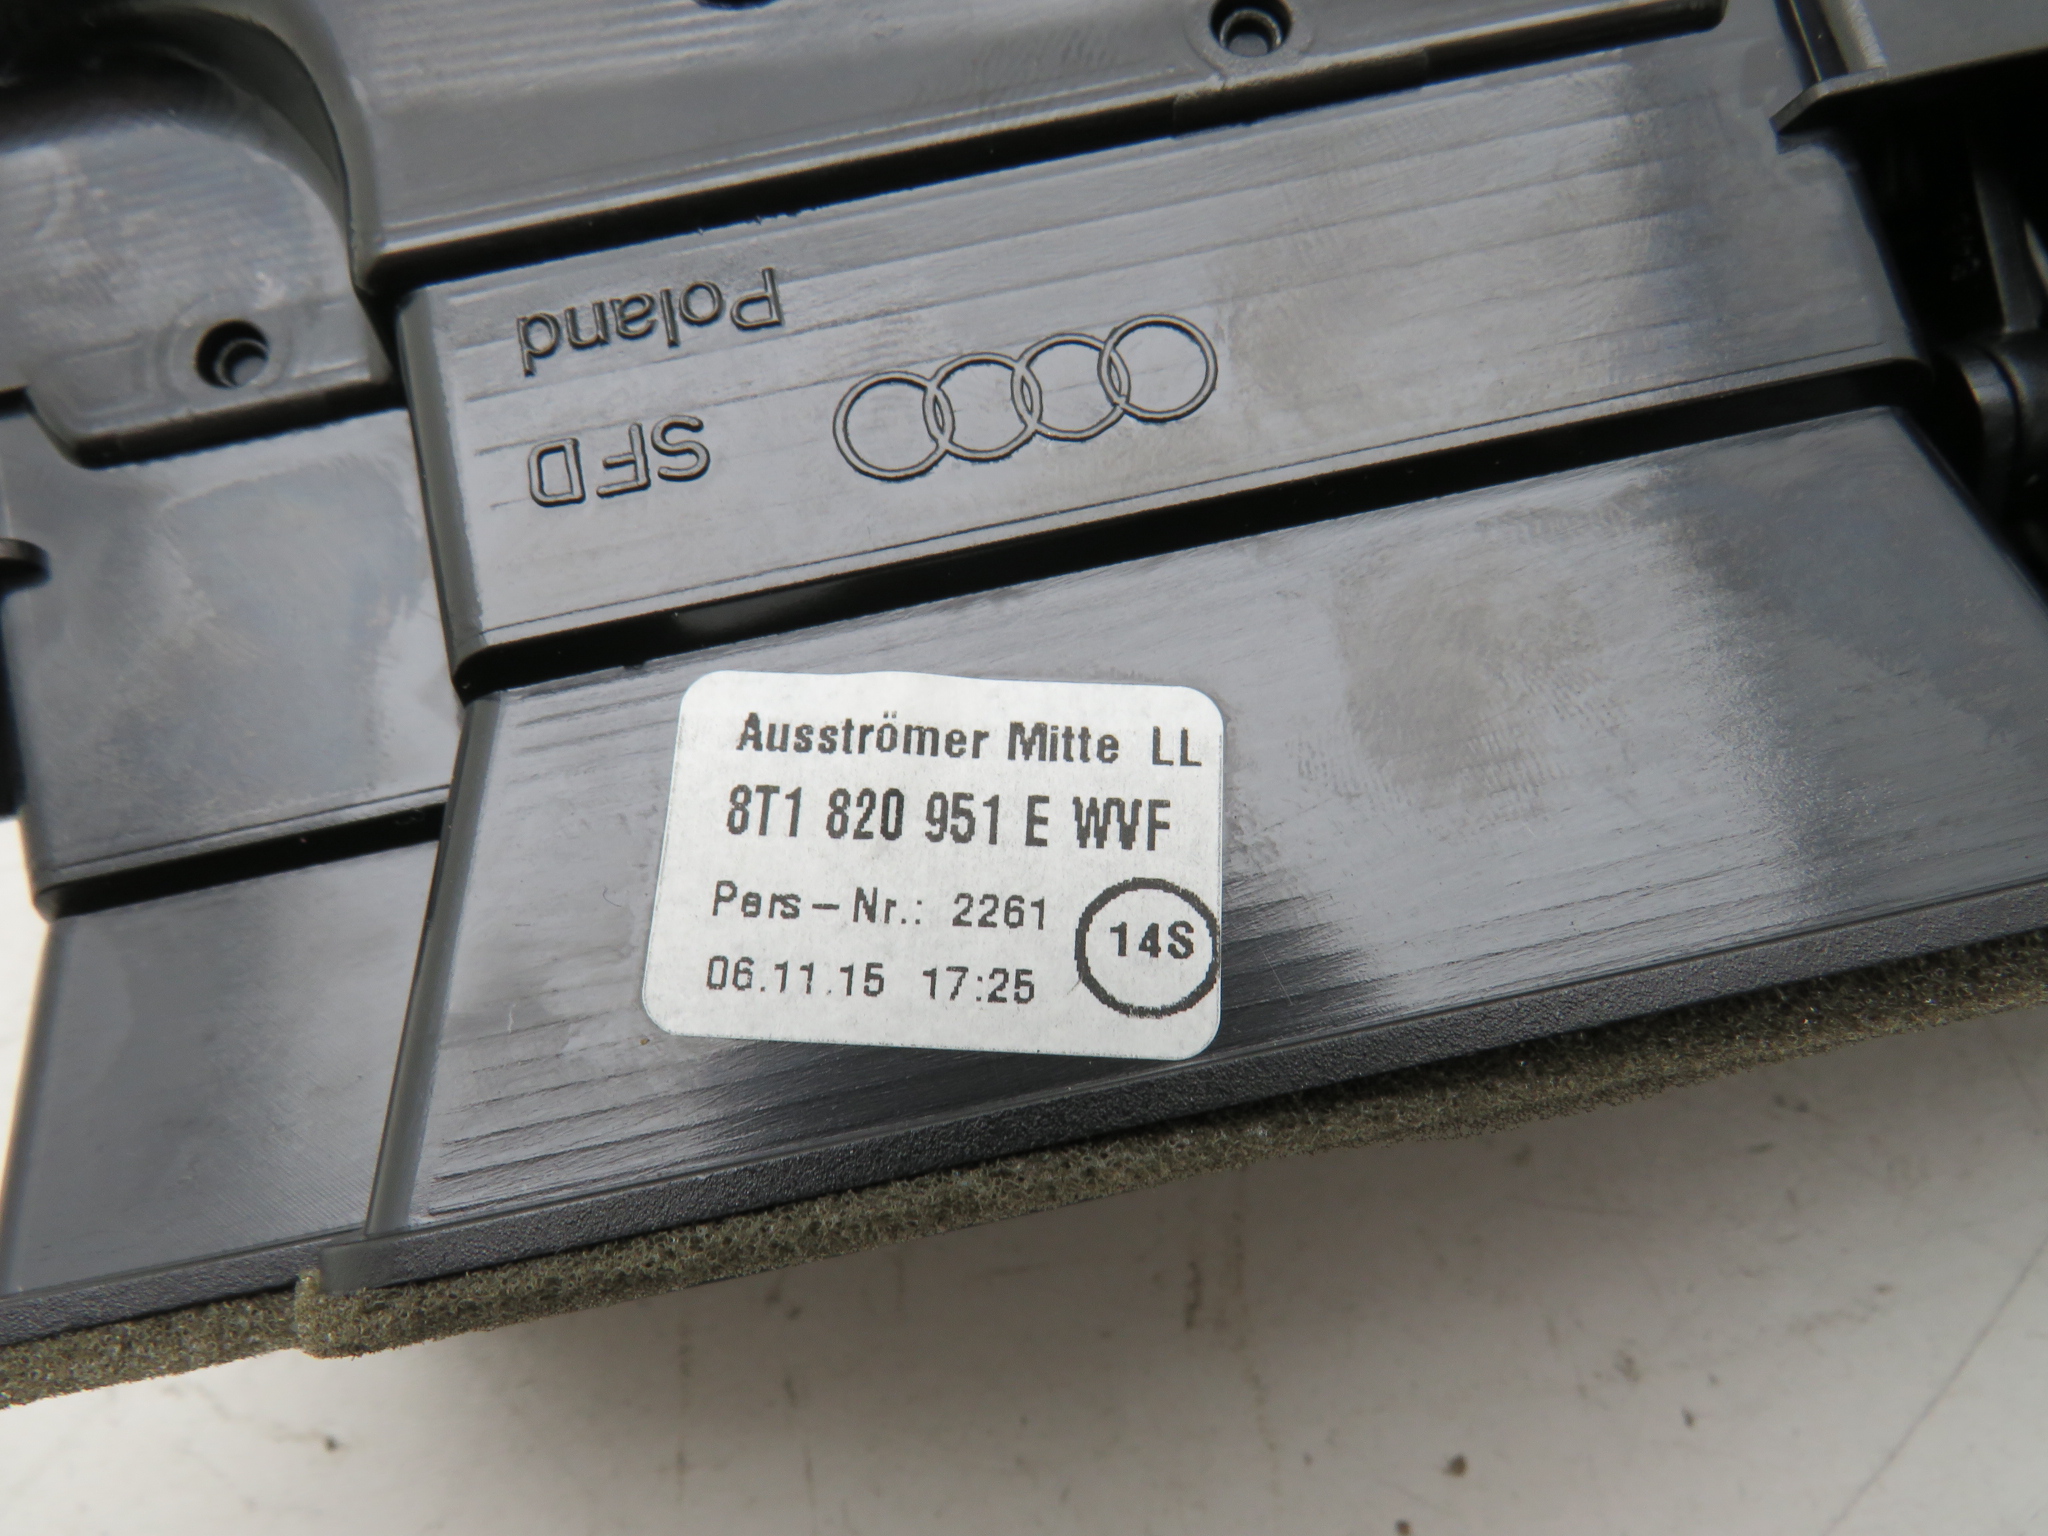 Poland
SFD
Ausströmer Mitte LL
8T1 820 951 E WVF
Pers-Nr.: 2261
14S
06.11.15 17:25